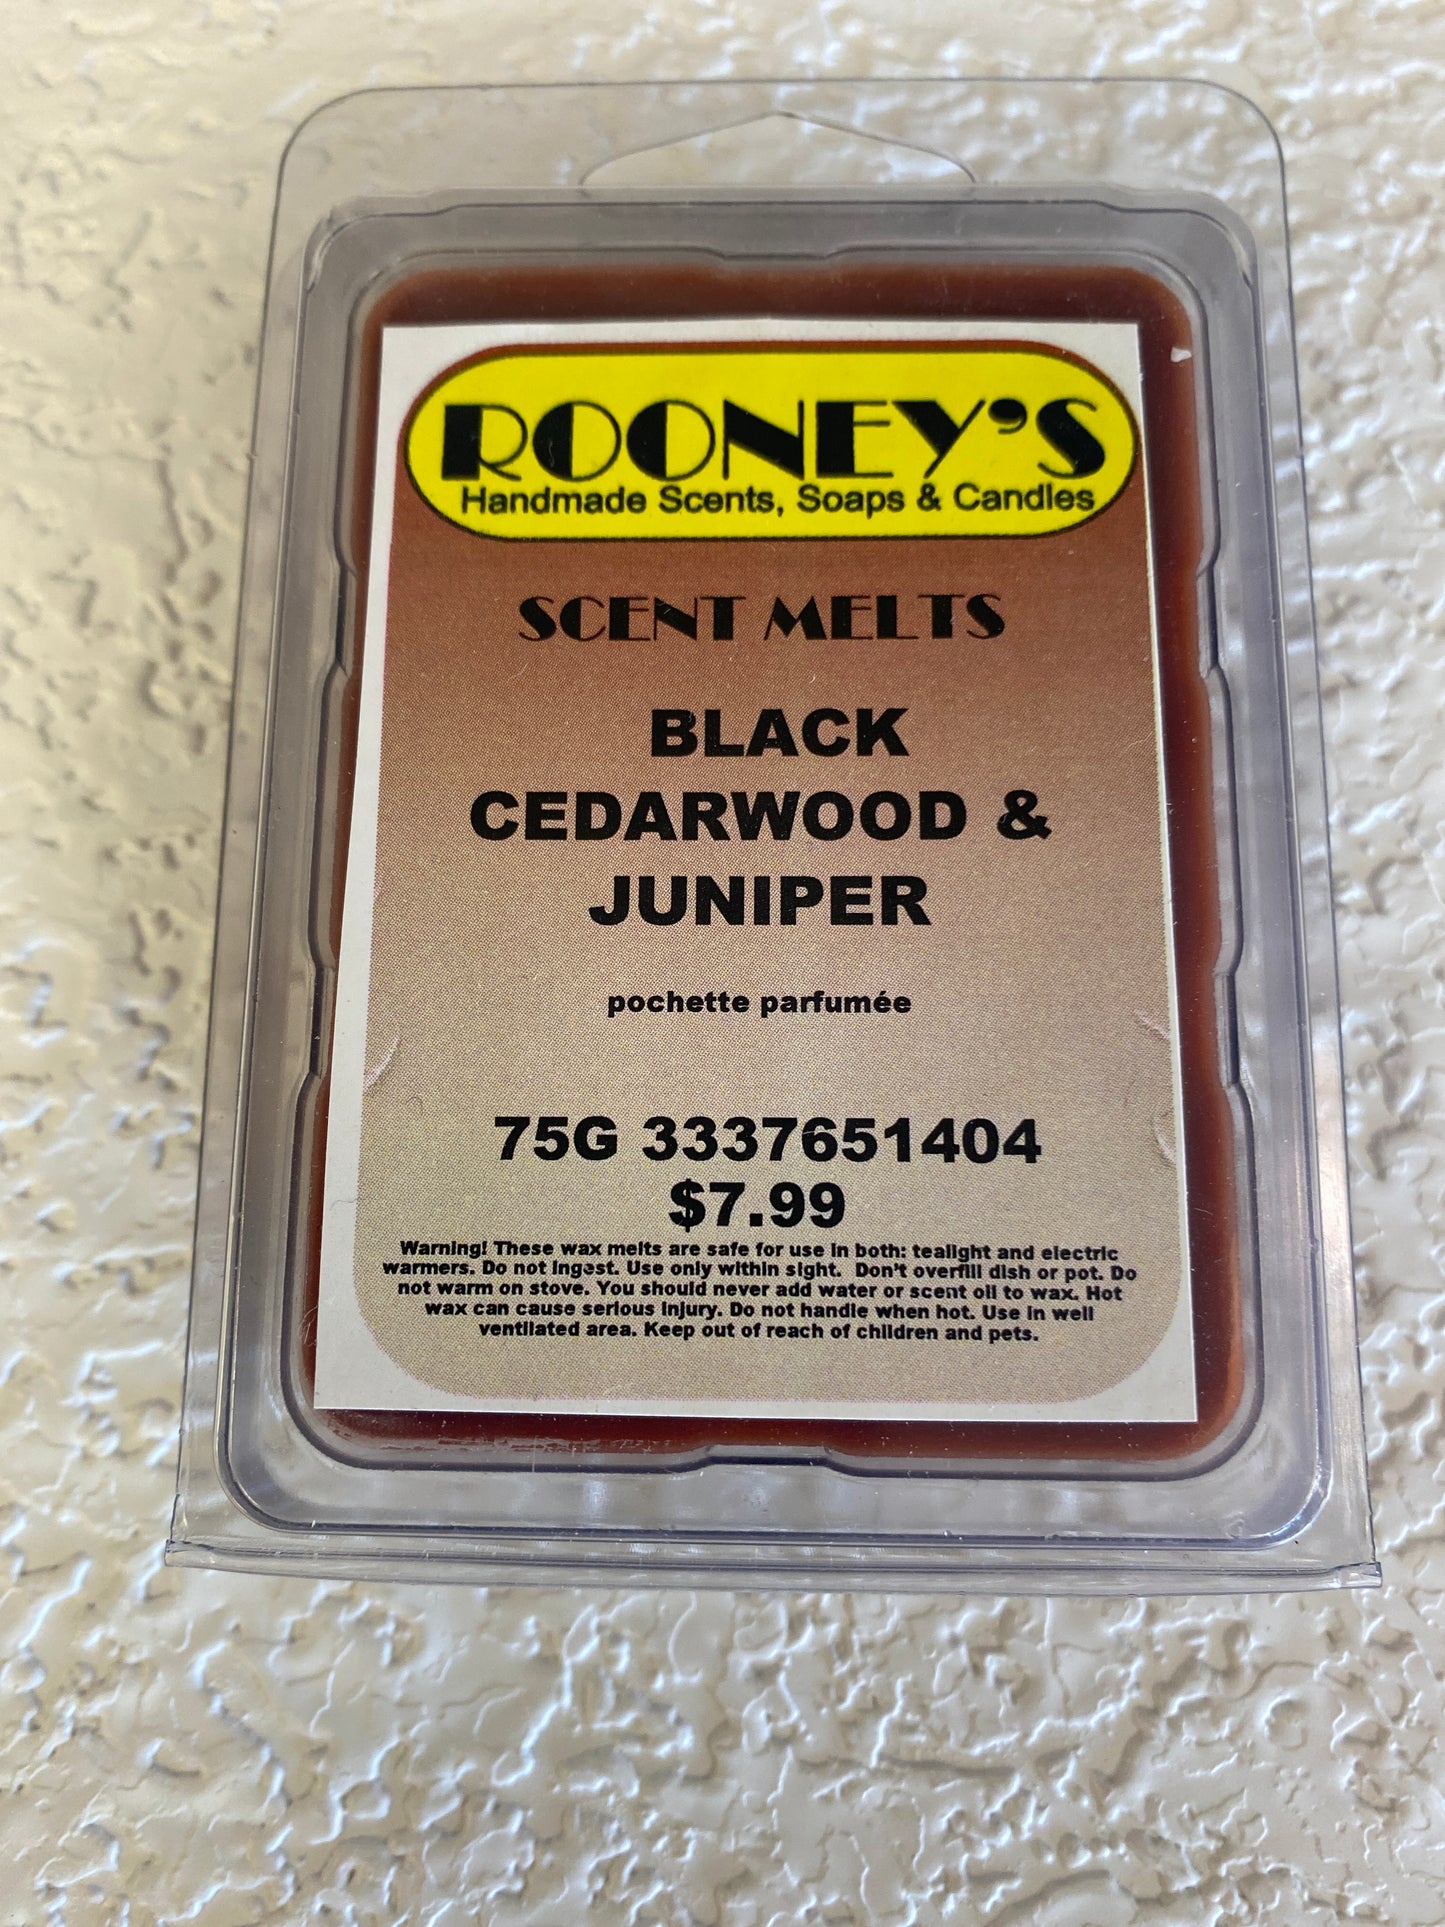 ROONEY'S
Handmade Scents, Soaps & Candles
SCENT MELTS
BLACK
CEDARWOOD &
JUNIPER
pochette parfumée
75G 3337651404
$7.99
Warning! These wax melts are safe for use in both: tealight and electric
warmers. Do not ingest. Use only within sight. Don't overfill dish or pot. Do
not warm on stove. You should never add water or scent oil to wax. Hot
wax can cause serious injury. Do not handle when hot. Use in well
ventilated area. Keep out of reach of children and pets.